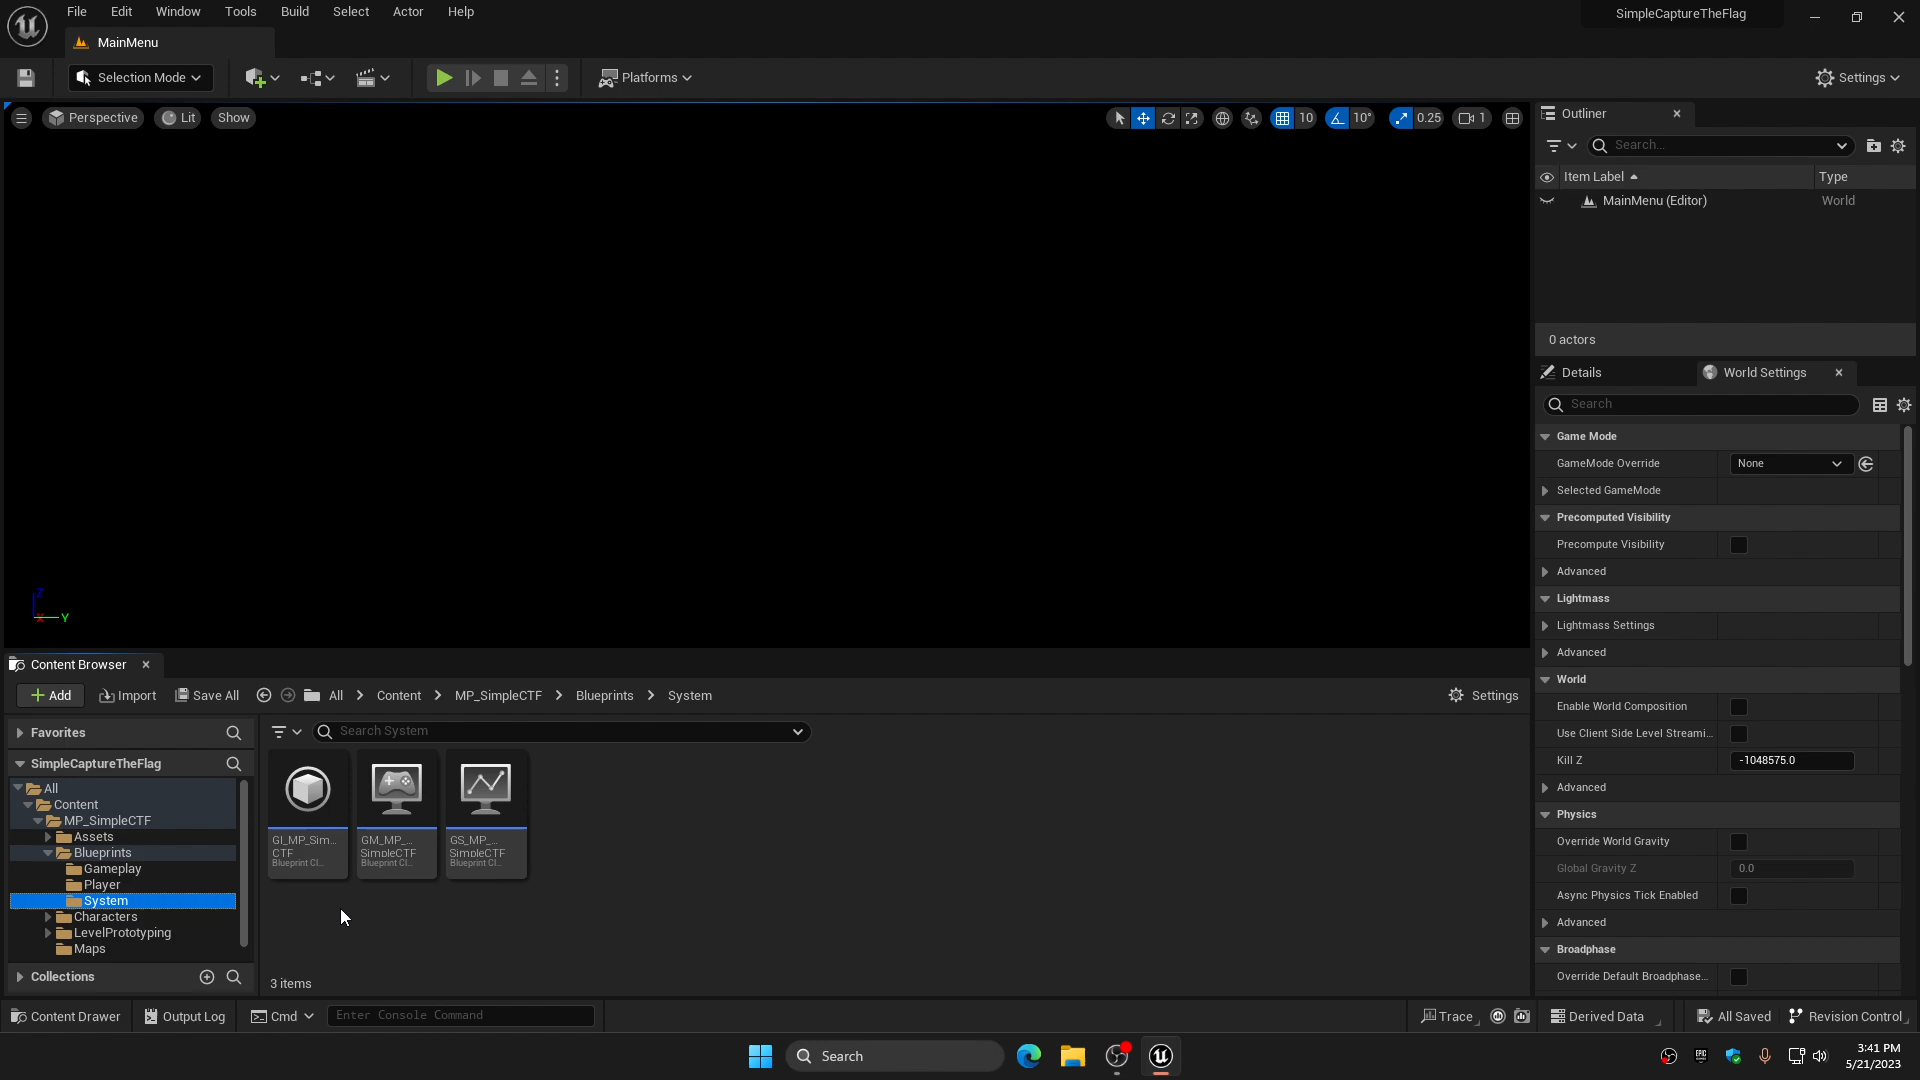 File Edit Window Tools Build Select Actor Help
SimpleCaptureTheFlag
MainMenu
Selection Mode
Platforms
Settings
Perspective
Lit
Show
10
10°
0.25
1
Z
X
Y
Outliner
Search...
Item Label
Type
MainMenu (Editor)
World
0 actors
Details
World Settings
Search
Game Mode
GameMode Override
None
Selected GameMode
Precomputed Visibility
Precompute Visibility
Advanced
Lightmass
Lightmass Settings
Advanced
World
Enable World Composition
Use Client Side Level Streami...
Kill Z
-1048575.0
Advanced
Physics
Override World Gravity
Global Gravity Z
0.0
Async Physics Tick Enabled
Advanced
Broadphase
Override Default Broadphase...
Content Browser
Add
Import
Save All
All
Content
MP_SimpleCTF
Blueprints
System
Settings
Favorites
Search System
SimpleCaptureTheFlag
All
Content
MP_SimpleCTF
Assets
Blueprints
Gameplay
Player
System
Characters
LevelPrototyping
Maps
Collections
GI_MP_Sim...
CTF
Blueprint Cl...
GM_MP_...
SimpleCTF
Blueprint Cl...
GS_MP_...
SimpleCTF
Blueprint Cl...
3 items
Content Drawer
Output Log
Cmd
Enter Console Command
Trace
Derived Data
All Saved
Revision Control
Search
EPIC
3:41 PM
5/21/2023